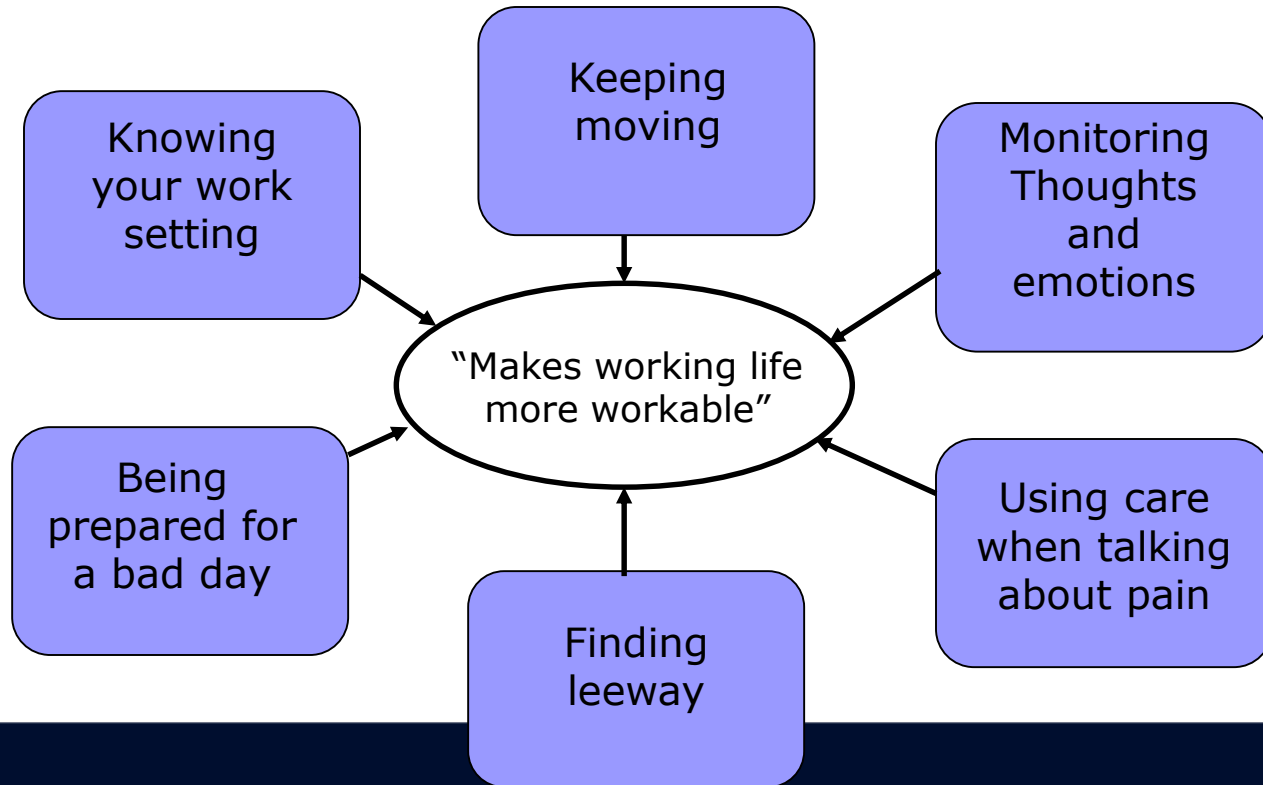 Keeping
moving
Knowing
your work
setting
Monitoring
Thoughts
and
emotions
“Makes working life
more workable”
Being
prepared for
a bad day
Using care
when talking
about pain
Finding
leeway